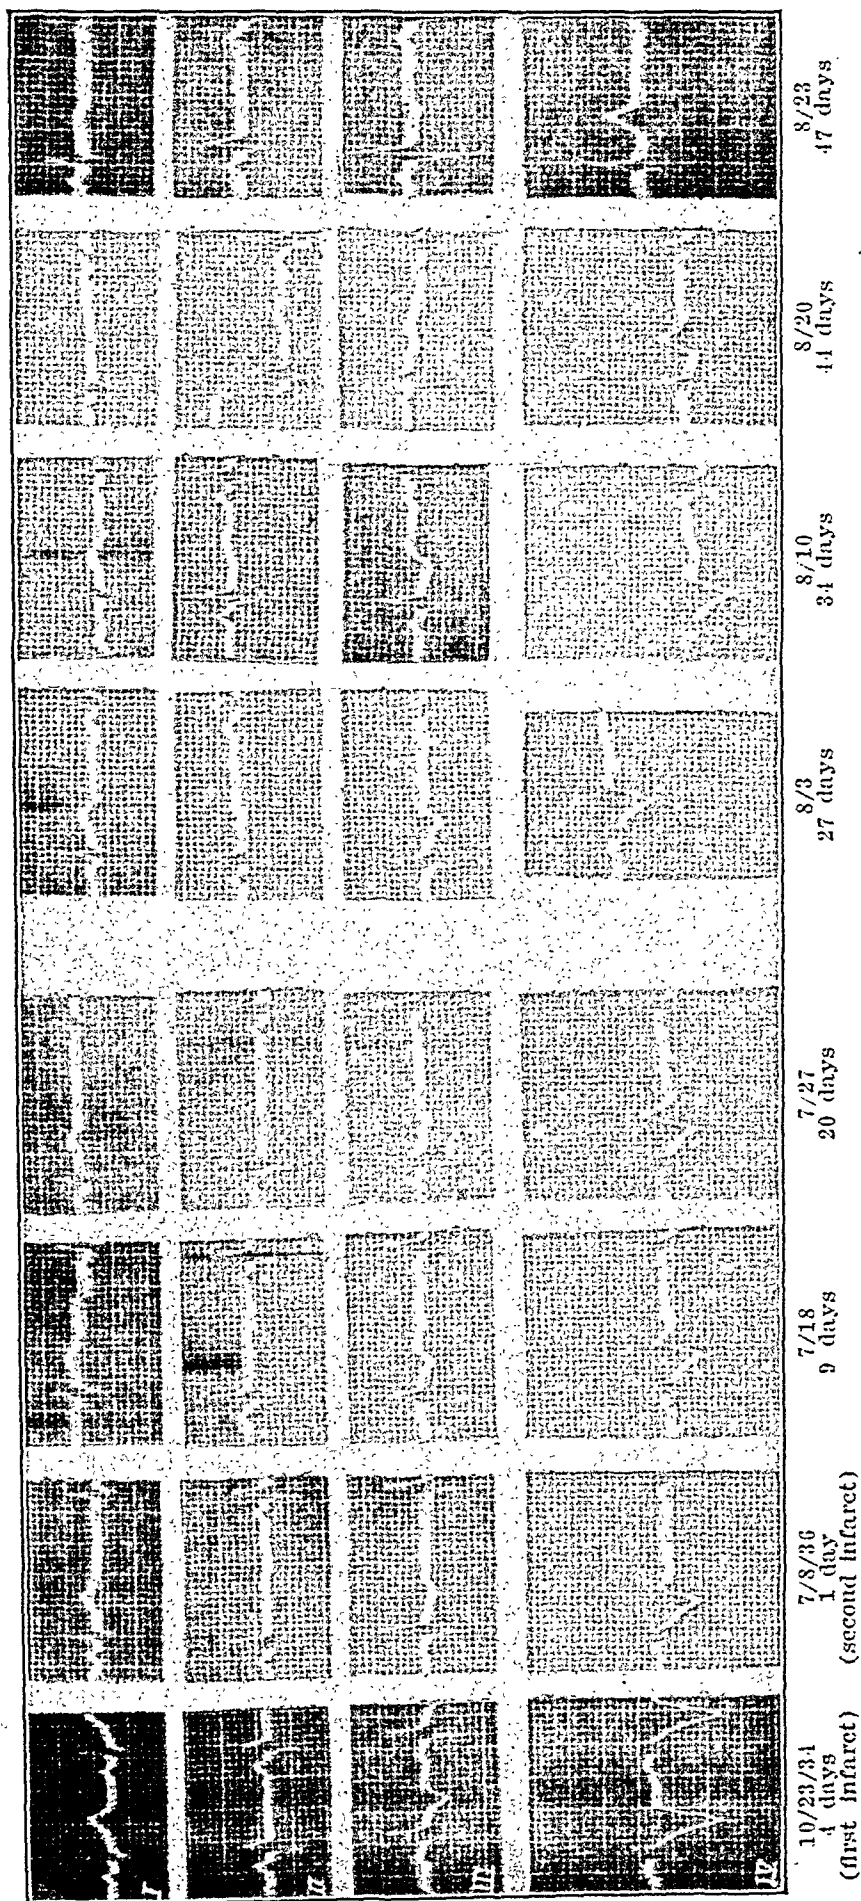 I
II
III
IV
10/23/34
4 days
(first infarct)
7/8/36
1 day
(second infarct)
7/18
9 days
7/27
20 days
8/3
27 days
8/10
34 days
8/20
44 days
8/23
47 days